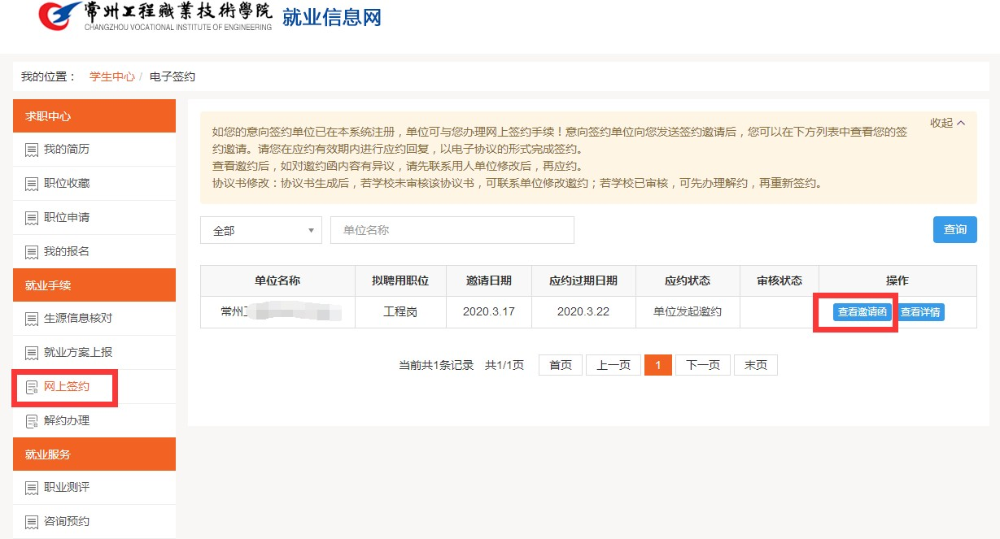 常州工程職業技術學院
CHANGZHOU VOCATIONAL INSTITUTE OF ENGINEERING
就业信息网
我的位置： 学生中心 / 电子签约
求职中心
我的简历
职位收藏
职位申请
我的报名
就业手续
生源信息核对
就业方案上报
网上签约
解约办理
就业服务
职业测评
咨询预约
收起
如您的意向签约单位已在本系统注册，单位可与您办理网上签约手续！意向签约单位向您发送签约邀请后，您可以在下方列表中查看您的签
约邀请。请您在应约有效期内进行应约回复，以电子协议的形式完成签约。
查看邀约后，如对邀约函内容有异议，请先联系用人单位修改后，再应约。
协议书修改：协议书生成后，若学校未审核该协议书，可联系单位修改邀约；若学校已审核，可先办理解约，再重新签约。
全部 单位名称 查询
单位名称 拟聘用职位 邀请日期 应约过期日期 应约状态 审核状态 操作
常州 工程岗 2020.3.17 2020.3.22 单位发起邀约 查看邀请函 查看详情
当前共1条记录 共1/1页 首页 上一页 1 下一页 末页